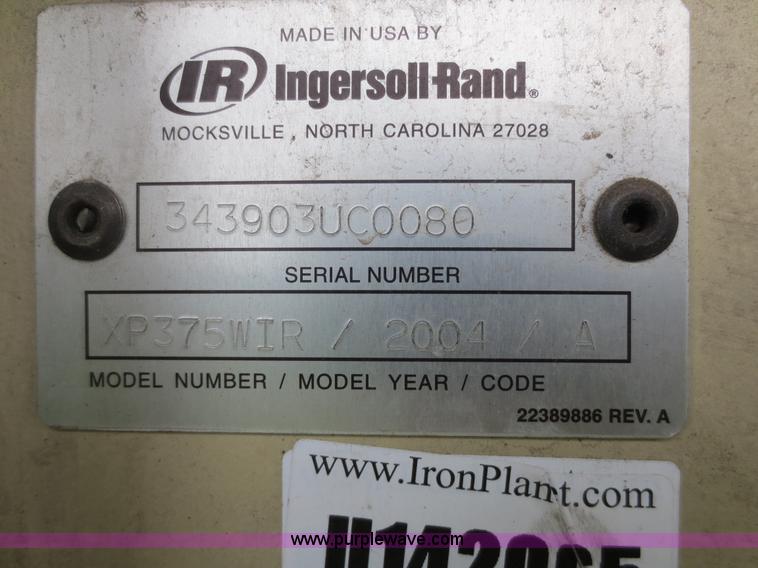 MADE IN USA BY
IR Ingersoll-Rand®
MOCKSVILLE, NORTH CAROLINA 27028
343903UC0080
SERIAL NUMBER
XP375WIR / 2004 / A
MODEL NUMBER / MODEL YEAR / CODE
22389886 REV. A
www.IronPlant.com
www.purplewave.com